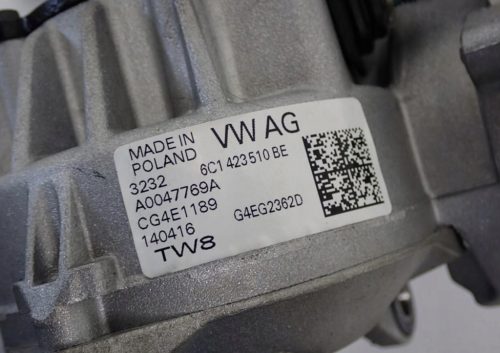 MADE IN VW AG
POLAND
3232 6C1 423 510 BE
A0047769A
CG4E1189 G4EG2362D
140416
TW8